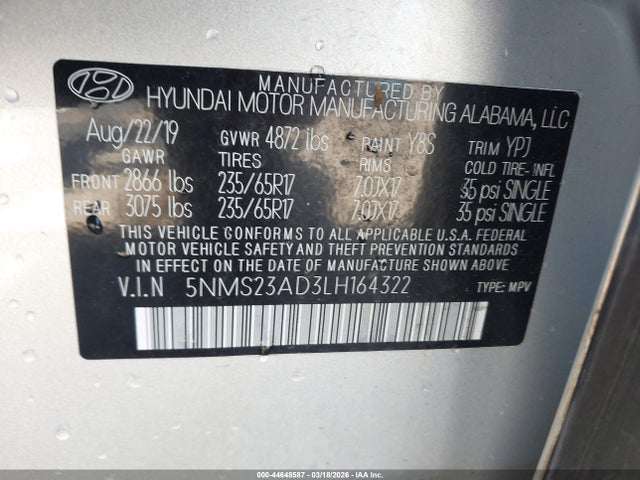 MANUFACTURED BY
HYUNDAI MOTOR MANUFACTURING ALABAMA, LLC
Aug/22/19 GVWR 4872 lbs PAINT Y8S TRIM YPJ
GAWR TIRES RIMS COLD TIRE- INFL
FRONT 2866 lbs 235/65R17 7.0JX17 35 psi SINGLE
REAR 3075 lbs 235/65R17 7.0JX17 35 psi SINGLE
THIS VEHICLE CONFORMS TO ALL APPLICABLE U.S.A. FEDERAL
MOTOR VEHICLE SAFETY AND THEFT PREVENTION STANDARDS
IN EFFECT ON THE DATE OF MANUFACTURE SHOWN ABOVE.
V.I.N 5NMS23AD3LH164322 TYPE: MPV
000-44648587 | 03/18/2026 - IAAI.COM